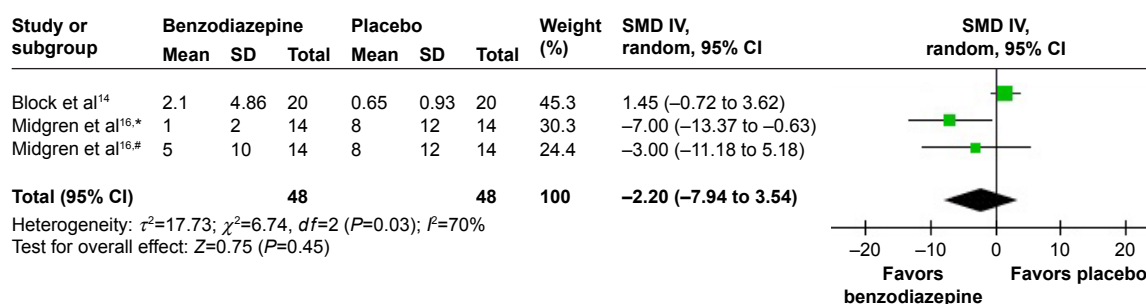 Study or subgroup Benzodiazepine Placebo Weight (%) SMD IV, random, 95% CI SMD IV, random, 95% CI
Mean SD Total Mean SD Total
Block et al¹⁴ 2.1 4.86 20 0.65 0.93 20 45.3 1.45 (–0.72 to 3.62)
Midgren et al¹⁶,* 1 2 14 8 12 14 30.3 –7.00 (–13.37 to –0.63)
Midgren et al¹⁶,# 5 10 14 8 12 14 24.4 –3.00 (–11.18 to 5.18)
Total (95% CI) 48 48 100 –2.20 (–7.94 to 3.54)
Heterogeneity: τ²=17.73; χ²=6.74, df=2 (P=0.03); I²=70%
Test for overall effect: Z=0.75 (P=0.45)
–20 –10 0 10 20
Favors benzodiazepine Favors placebo